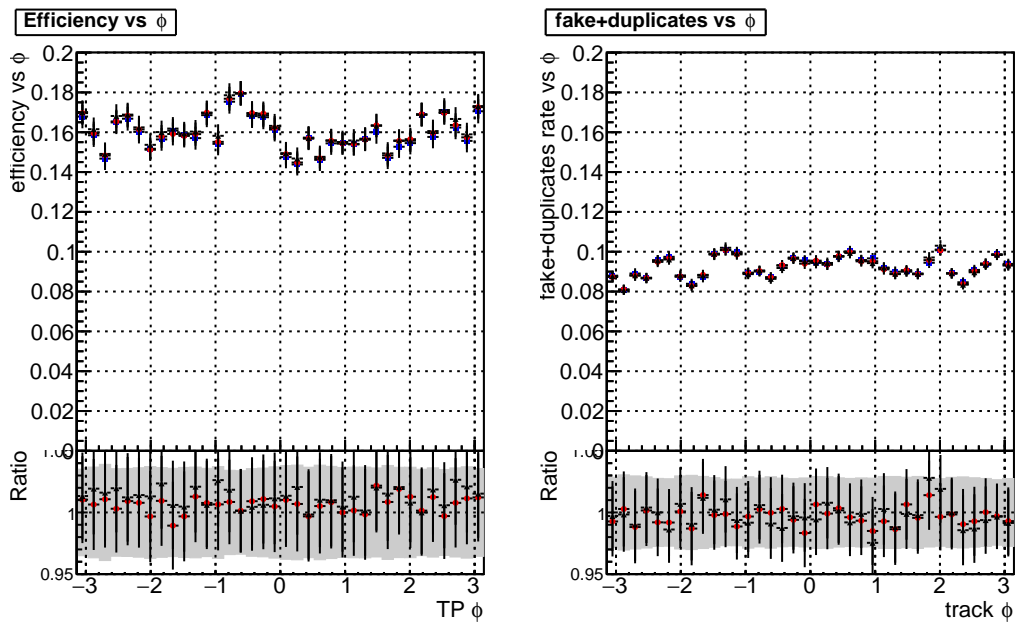 Efficiency vs ϕ
efficiency vs ϕ
0.2
0.18
0.16
0.14
0.12
0.1
0.08
0.06
0.04
0.02
Ratio
1
0.95
−3 −2 −1 0 1 2 3
TP ϕ
fake+duplicates vs ϕ
fake+duplicates rate vs ϕ
0.2
0.18
0.16
0.14
0.12
0.1
0.08
0.06
0.04
0.02
0
Ratio
1
0.95
−3 −2 −1 0 1 2 3
track ϕ